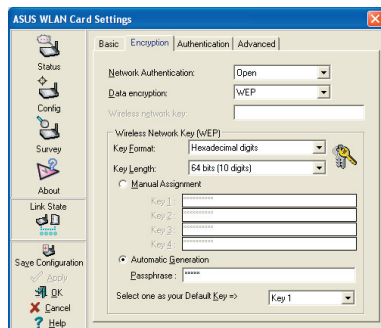 ASUS WLAN Card Settings
Status
Config
Survey
About
Link State
Save Configuration
Apply
OK
Cancel
Help
Basic Encryption Authentication Advanced
Network Authentication: Open
Data encryption: WEP
Wireless network key:
Wireless Network Key (WEP)
Key Format: Hexadecimal digits
Key Length: 64 bits (10 digits)
Manual Assignment
Key 1: **********
Key 2: **********
Key 3: **********
Key 4: **********
Automatic Generation
Passphrase : *****
Select one as your Default Key => Key 1